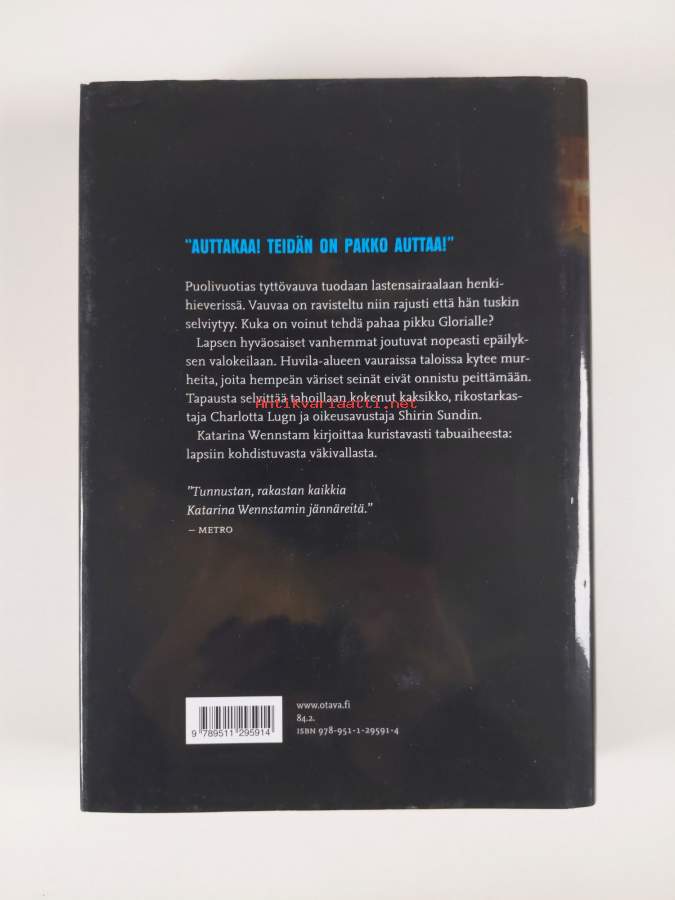 "AUTTAKAA! TEIDÄN ON PAKKO AUTTAA!"
Puolivuotias tyttövauva tuodaan lastensairaalaan henki-
hieverissä. Vauvaa on ravisteltu niin rajusti että hän tuskin
selviytyy. Kuka on voinut tehdä pahaa pikku Glorialle?
Lapsen hyväosaiset vanhemmat joutuvat nopeasti epäilyk-
sen valokeilaan. Huvila-alueen vauraissa taloissa kytee mur-
heita, joita hempeän väriset seinät eivät onnistu peittämään.
Tapausta selvittää tahoillaan kokenut kaksikko, rikostarkas-
Antikvariaatti.net
taja Charlotta Lugn ja oikeusavustaja Shirin Sundin.
Katarina Wennstam kirjoittaa kuristavasti tabuaiheesta:
lapsiin kohdistuvasta väkivallasta.
"Tunnustan, rakastan kaikkia
Katarina Wennstamin jännäreitä."
– METRO
www.otava.fi
84.2.
ISBN 978-951-1-29591-4
9 789511 295914